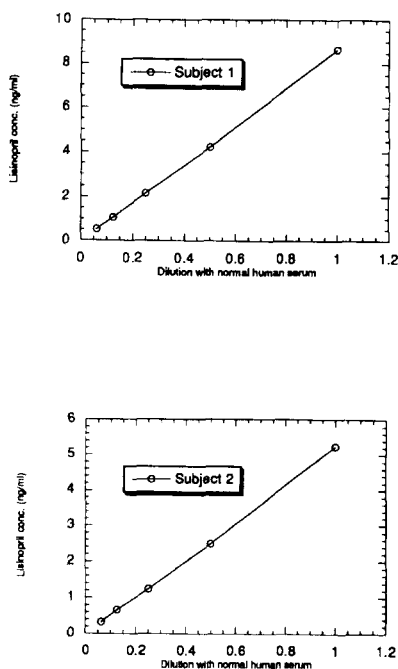 10
Subject 1
8
6
Lisinopril conc. (ng/ml)
4
2
0
0 0.2 0.4 0.6 0.8 1 1.2
Dilution with normal human serum
6
Subject 2
5
4
Lisinopril conc. (ng/ml)
3
2
1
0
0 0.2 0.4 0.6 0.8 1 1.2
Dilution with normal human serum